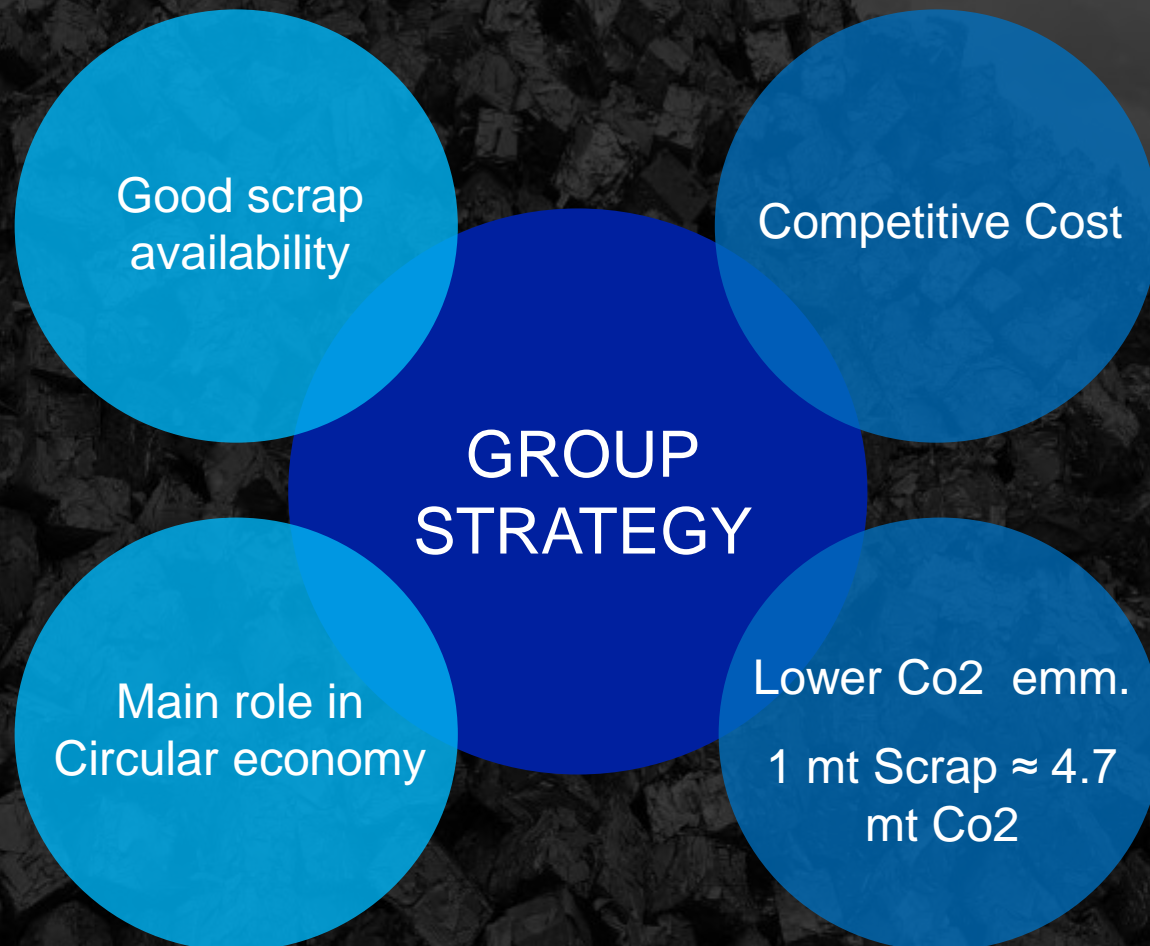 Good scrap
availability
Competitive Cost
GROUP
STRATEGY
Main role in
Circular economy
Lower Co2  emm.
1 mt Scrap ≈ 4.7
mt Co2